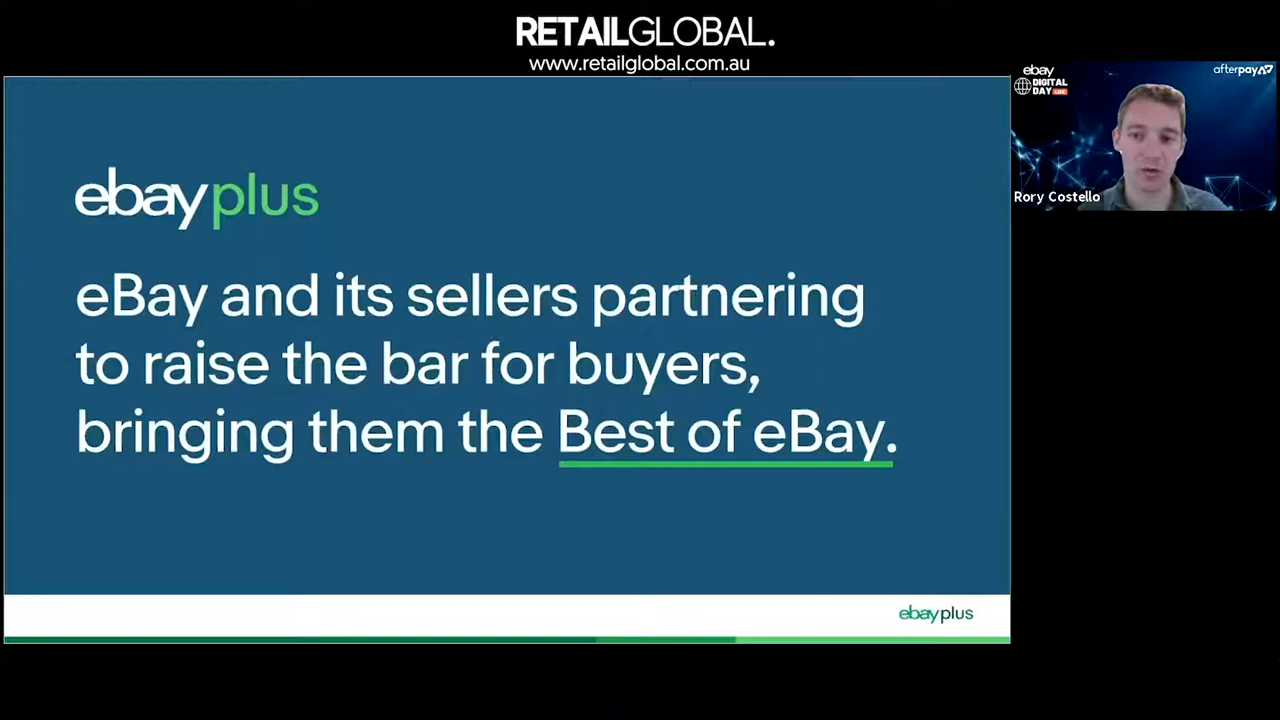 RETAILGLOBAL.
www.retailglobal.com.au
ebay
DIGITAL
DAY LIVE
afterpay
Rory Costello
ebay plus
eBay and its sellers partnering
to raise the bar for buyers,
bringing them the Best of eBay.
ebay plus